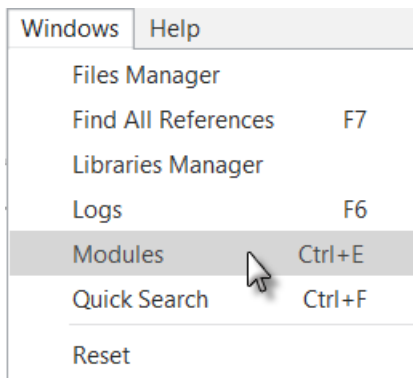 Windows Help
Files Manager
Find All References F7
Libraries Manager
Logs F6
Modules Ctrl+E
Quick Search Ctrl+F
Reset